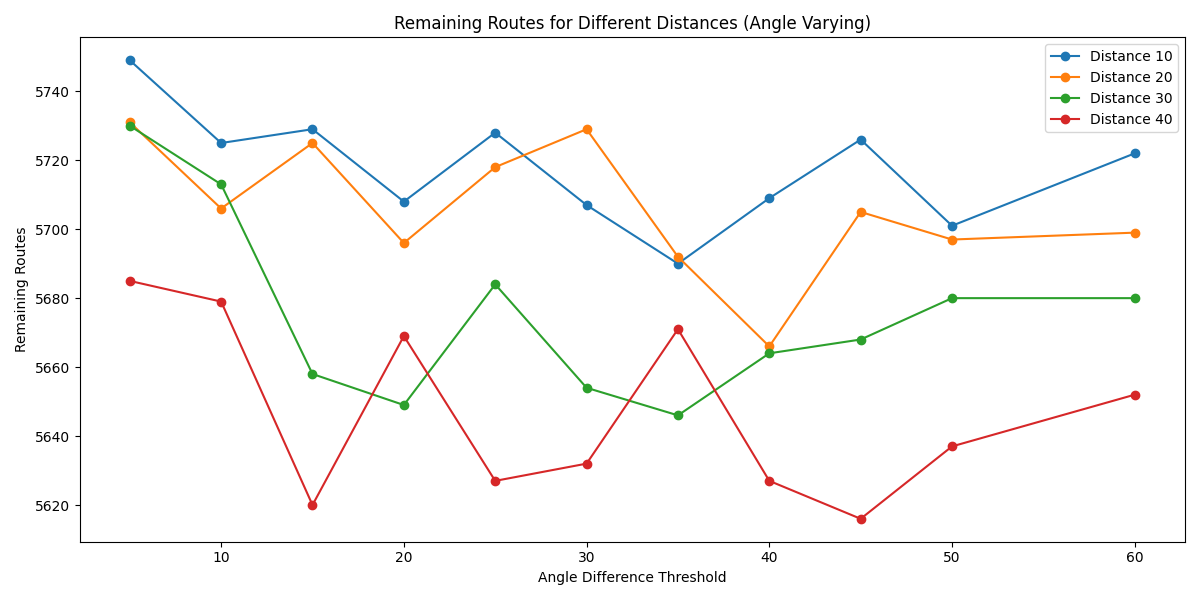 Remaining Routes for Different Distances (Angle Varying)
Distance 10
Distance 20
Distance 30
Distance 40
Remaining Routes
5740
5720
5700
5680
5660
5640
5620
10 20 30 40 50 60
Angle Difference Threshold